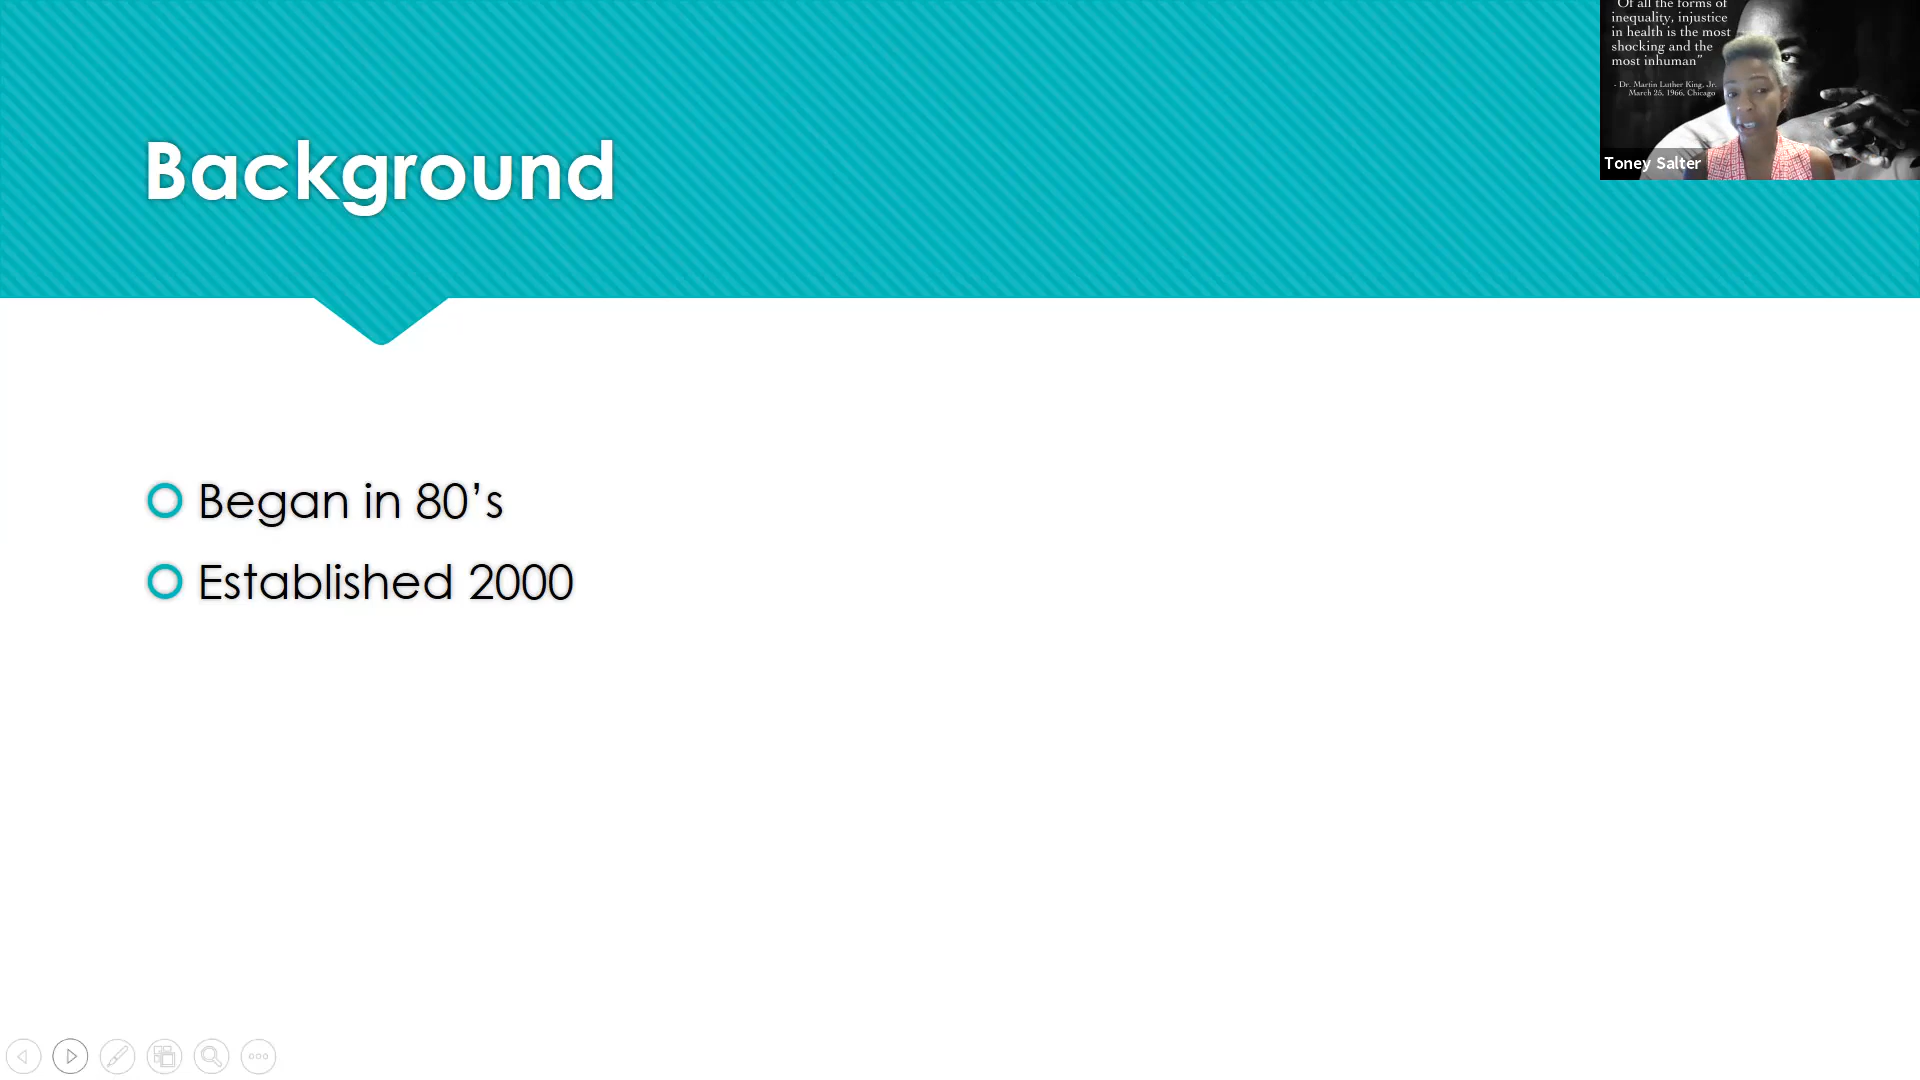 Background
"Of all the forms of
inequality, injustice
in health is the most
shocking and the
most inhuman"
- Dr. Martin Luther King, Jr.
March 25, 1966, Chicago
Toney Salter
Began in 80's
Established 2000